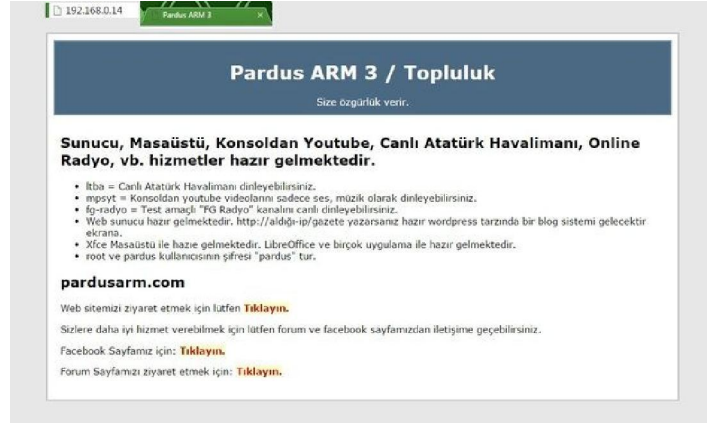 192.168.0.14
Pardus ARM 3
Pardus ARM 3 / Topluluk
Size özgürlük verir.
Sunucu, Masaüstü, Konsoldan Youtube, Canlı Atatürk Havalimanı, Online
Radyo, vb. hizmetler hazır gelmektedir.
ltba = Canlı Atatürk Havalimanı dinleyebilirsiniz.
mpsyt = Konsoldan youtube videolarını sadece ses, müzik olarak dinleyebilirsiniz.
fg-radyo = Test amaçlı "FG Radyo" kanalını canlı dinleyebilirsiniz.
Web sunucu hazır gelmektedir. http://aldığı-ip/gazete yazarsanız hazır wordpress tarzında bir blog sistemi gelecektir
ekrana.
Xfce Masaüstü ile hazıe gelmektedir. LibreOffice ve birçok uygulama ile hazır gelmektedir.
root ve pardus kullanıcısının şifresi "pardus" tur.
pardusarm.com
Web sitemizi ziyaret etmek için lütfen Tıklayın.
Sizlere daha iyi hizmet verebilmek için lütfen forum ve facebook sayfamızdan iletişime geçebilirsiniz.
Facebook Sayfamız için: Tıklayın.
Forum Sayfamızı ziyaret etmek için: Tıklayın.